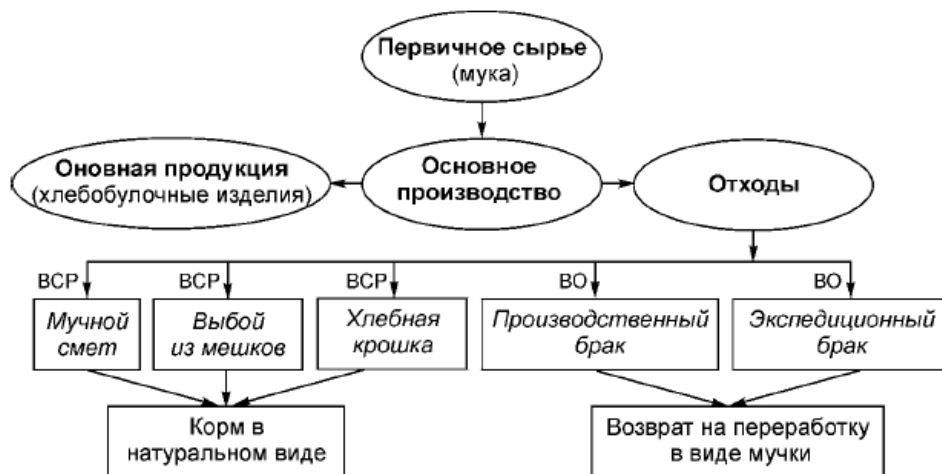 Первичное сырье
(мука)
Оновная продукция
(хлебобулочные изделия)
Основное
производство
Отходы
ВСР
ВСР
ВСР
ВО
ВО
Мучной
смет
Выбой
из мешков
Хлебная
крошка
Производственный
брак
Экспедиционный
брак
Корм в
натуральном виде
Возврат на переработку
в виде мучки